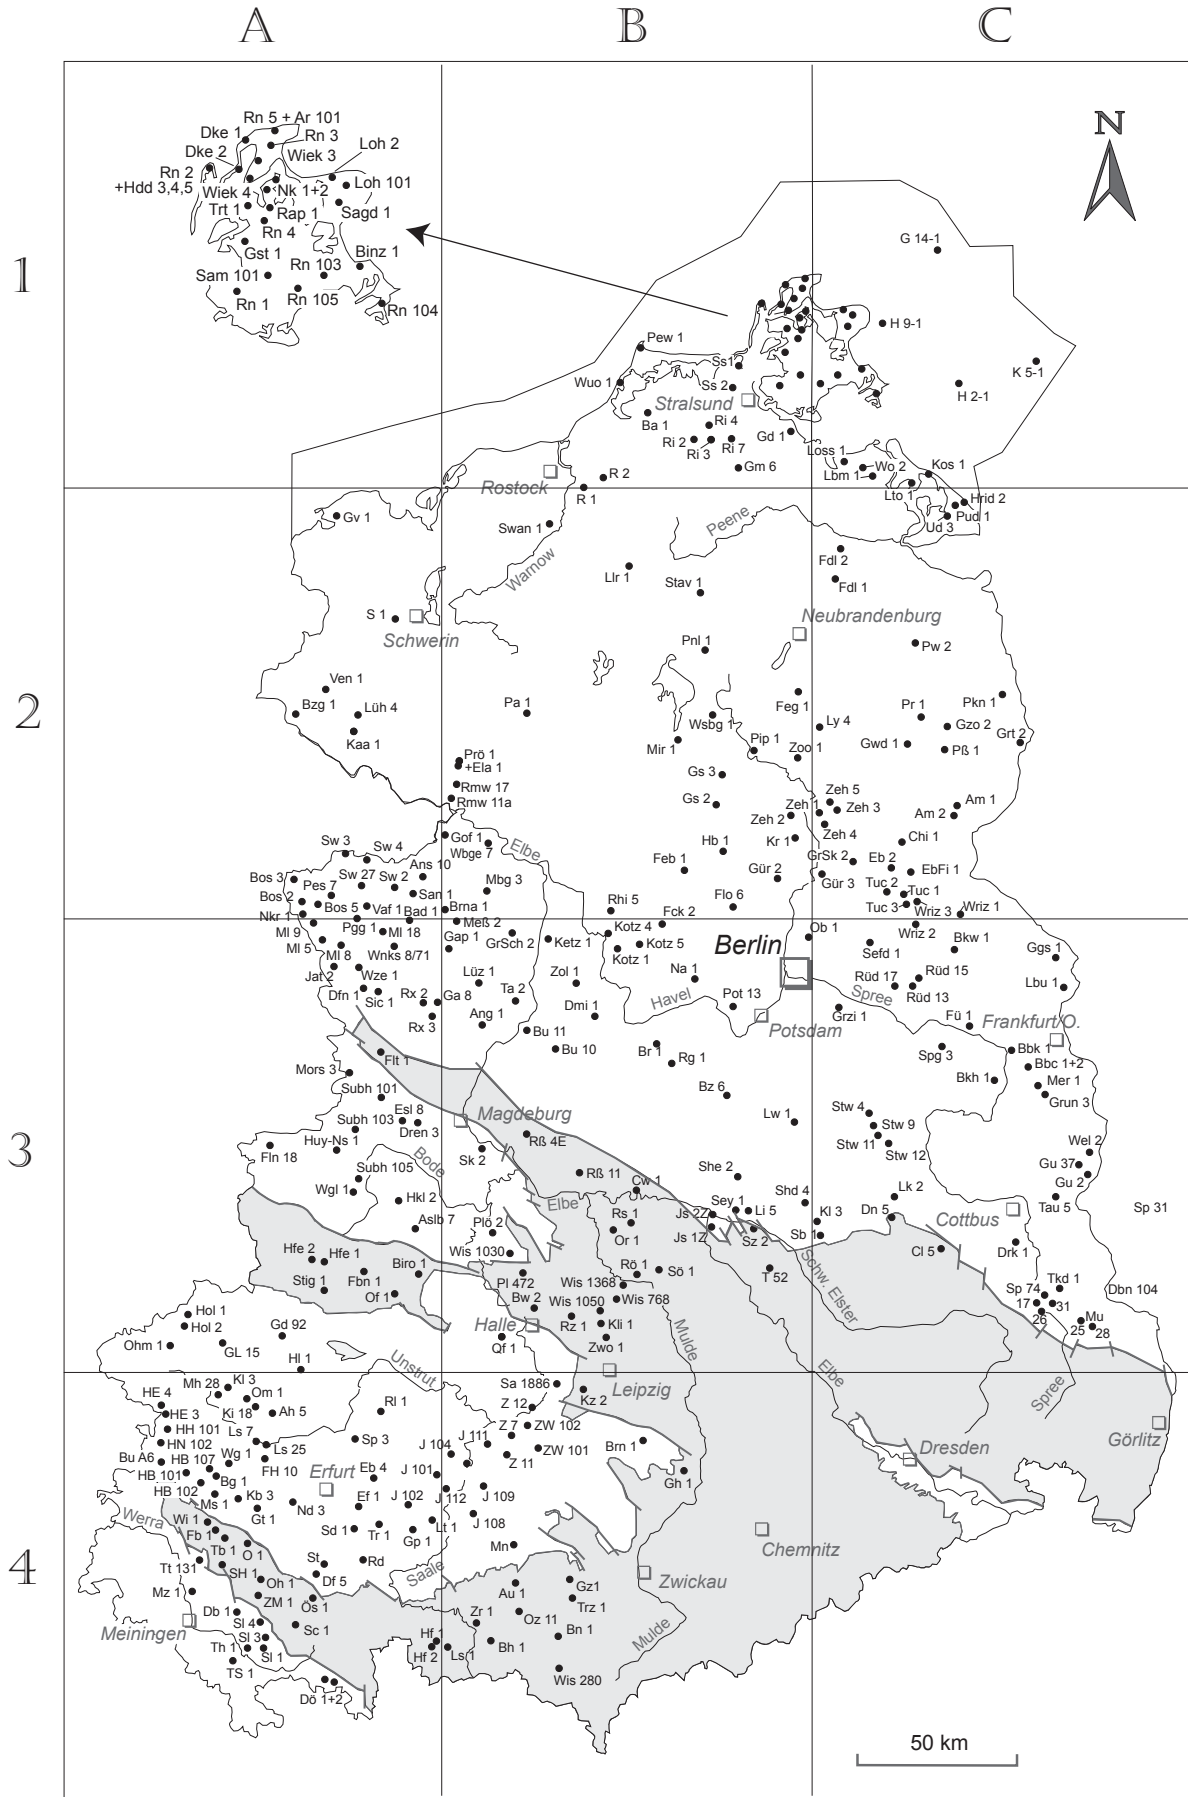 A B C
N
1
Rn 5 + Ar 101
Dke 1
Rn 3
Dke 2
Wiek 3
Loh 2
Rn 2
+Hdd 3,4,5
Wiek 4
Nk 1+2
Loh 101
Trt 1
Rap 1
Sagd 1
Rn 4
Gst 1
Binz 1
Sam 101
Rn 103
Rn 1
Rn 105
Rn 104
G 14-1
H 9-1
K 5-1
H 2-1
Pew 1
Ss1
Wuo 1
Ss 2
Stralsund
Ba 1
Ri 4
Ri 2
Ri 3
Ri 7
Gd 1
Gm 6
Loss 1
Wo 2
Lbm 1
Kos 1
Lto 1
Rostock
R 2
R 1
Hrid 2
Pud 1
Ud 3
2
Gv 1
Swan 1
Peene
Warnow
Llr 1
Stav 1
Fdl 2
Fdl 1
S 1
Schwerin
Neubrandenburg
Pnl 1
Pw 2
Ven 1
Bzg 1
Lüh 4
Kaa 1
Pa 1
Wsbg 1
Mir 1
Feg 1
Pip 1
Zoo 1
Ly 4
Pr 1
Pkn 1
Gzo 2
Gwd 1
Pß 1
Grt 2
Prö 1
+Ela 1
Rmw 17
Rmw 11a
Gs 3
Gs 2
Zeh 5
Zeh 1
Zeh 3
Zeh 2
Zeh 4
Am 1
Am 2
Gof 1
Wbge 7
Elbe
Hb 1
Kr 1
Chi 1
Sw 3
Sw 4
Ans 10
Feb 1
GrSk 2
Eb 2
EbFi 1
Bos 3
Sw 27
Sw 2
Mbg 3
Gür 2
Gür 3
Pes 7
San 1
Bos 2
Tuc 2
Tuc 1
Bos 5
Vaf 1
Bad 1
Brna 1
Rhi 5
Flo 6
Tuc 3
Wriz 3
Wriz 1
Nkr 1
Pgg 1
Meß 2
Kotz 4
Fck 2
Wriz 2
3
Ml 9
Ml 18
GrSch 2
Ketz 1
Kotz 5
Berlin
Ob 1
Sefd 1
Bkw 1
Ml 5
Ml 8
Wnks 8/71
Gap 1
Kotz 1
Ggs 1
Jat 2
Wze 1
Lüz 1
Zol 1
Na 1
Rüd 17
Rüd 15
Lbu 1
Dfn 1
Sic 1
Rx 2
Ga 8
Ta 2
Dmi 1
Havel
Pot 13
Spree
Rüd 13
Rx 3
Ang 1
Bu 11
Potsdam
Grzi 1
Fü 1
Frankfurt/O.
Flt 1
Bu 10
Br 1
Rg 1
Spg 3
Bbk 1
Mors 3
Bbc 1+2
Bkh 1
Mer 1
Subh 101
Bz 6
Grun 3
Esl 8
Magdeburg
Stw 4
Subh 103
Dren 3
Lw 1
Stw 9
Huy-Ns 1
Rß 4E
Stw 11
Fln 18
Bode
Sk 2
Stw 12
Wel 2
Subh 105
Rß 11
She 2
Gu 37
Wgl 1
Cw 1
Gu 2
Hkl 2
Elbe
Shd 4
Lk 2
Tau 5
Sp 31
Aslb 7
Plö 2
Rs 1
Sey 1
Li 5
Kl 3
Dn 5
Cottbus
Js 2Z
Js 1Z
Or 1
Sz 2
Sb 1
Hfe 2
Hfe 1
Wis 1030
Cl 5
Drk 1
Fbn 1
Biro 1
Rö 1
Sö 1
T 52
Schw. Elster
Stig 1
Of 1
Pl 472
Wis 1368
Sp 74
Tkd 1
Dbn 104
Bw 2
Wis 1050
Wis 768
17
31
Hol 1
Hol 2
Gd 92
Halle
Rz 1
Kli 1
Mulde
26
Mu
25
28
Ohm 1
GL 15
Qf 1
Zwo 1
Hl 1
Unstrut
Elbe
4
Mh 28
Kl 3
Leipzig
HE 4
Om 1
Sa 1886
Kz 2
Spree
HE 3
Ki 18
Ah 5
Rl 1
Z 12
HH 101
Z 7
ZW 102
Görlitz
HN 102
Ls 7
Sp 3
J 111
Ls 25
J 104
ZW 101
Brn 1
Dresden
Bu A6
HB 107
Wg 1
FH 10
Z 11
HB 101
Bg 1
Erfurt
Eb 4
J 101
Gh 1
HB 102
Ms 1
Kb 3
Nd 3
Ef 1
J 102
J 112
J 109
Werra
Gt 1
Wi 1
Sd 1
Tr 1
Lt 1
J 108
Fb 1
Gp 1
Chemnitz
Tb 1
O 1
Mn
Tt 131
SH 1
St
Rd
Oh 1
Df 5
Saale
Zwickau
Mz 1
ZM 1
Ös 1
Au 1
Gz1
Trz 1
Db 1
Sl 4
Zr 1
Oz 11
Meiningen
Sc 1
Sl 3
Hf 1
Bn 1
Mulde
Th 1
Sl 1
Hf 2
Ls 1
Bh 1
TS 1
Wis 280
Dö 1+2
50 km